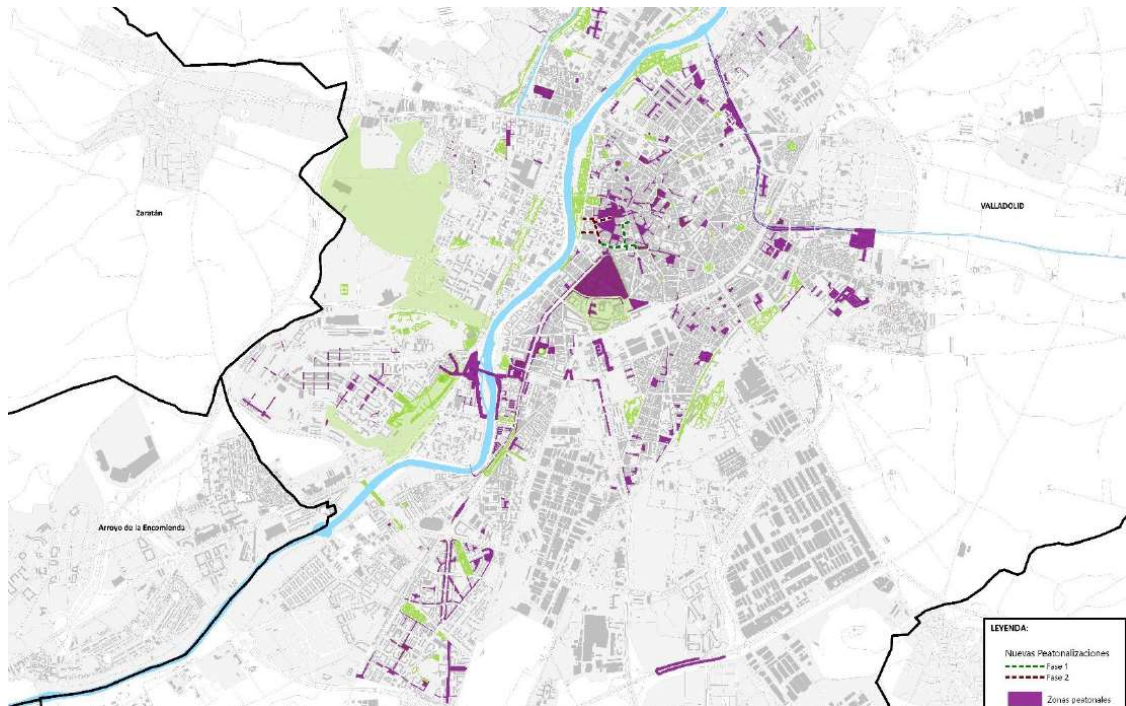 Zaratán
VALLADOLID
Arroyo de la Encomienda
LEYENDA:
Nuevas Peatonalizaciones
Fase 1
Fase 2
Zonas peatonales